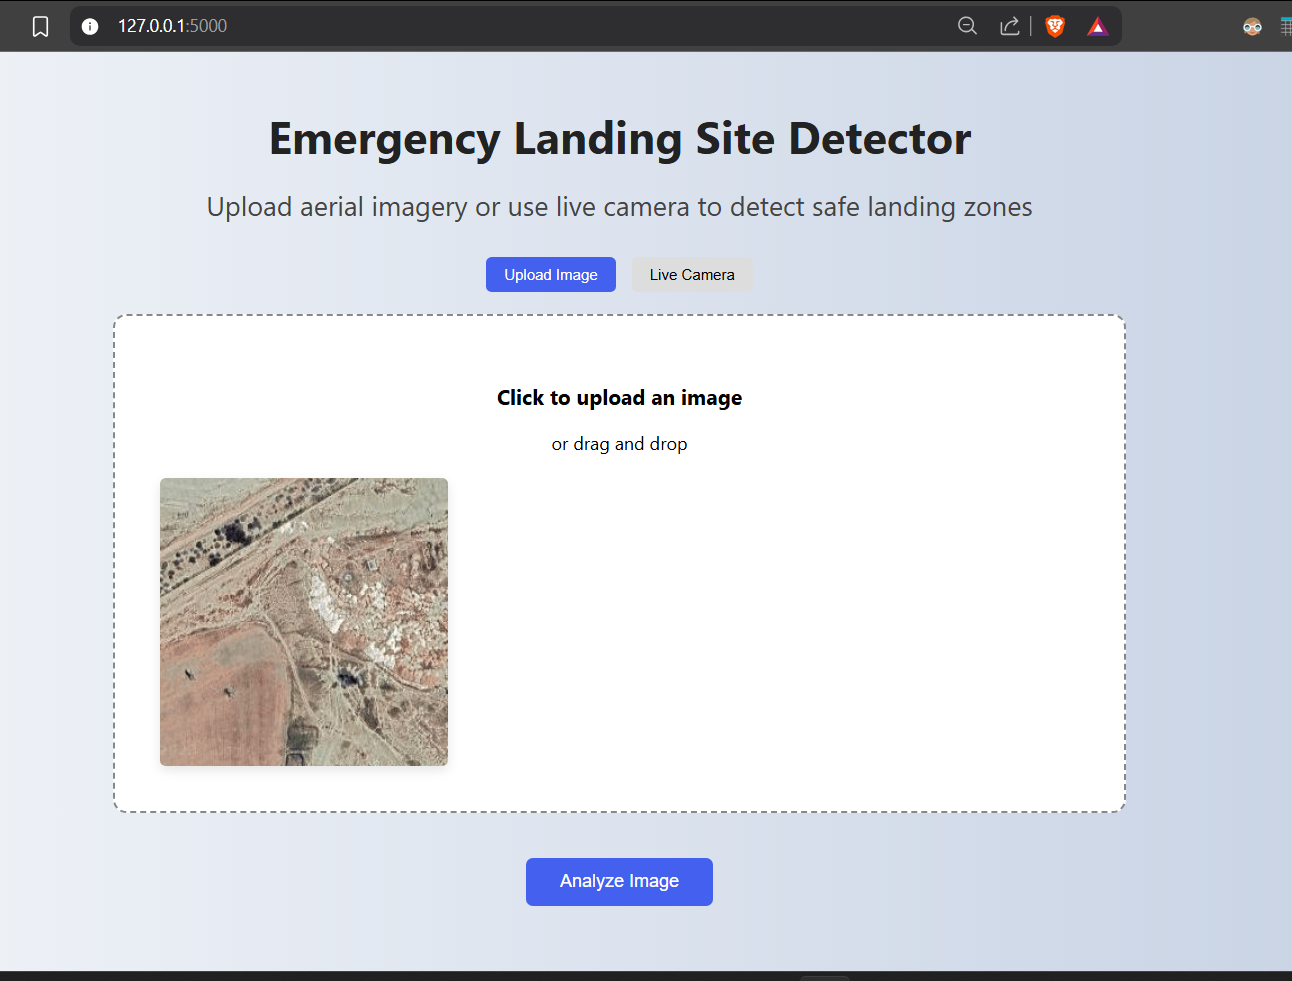 127.0.0.1:5000
Emergency Landing Site Detector
Upload aerial imagery or use live camera to detect safe landing zones
Upload Image
Live Camera
Click to upload an image
or drag and drop
Analyze Image